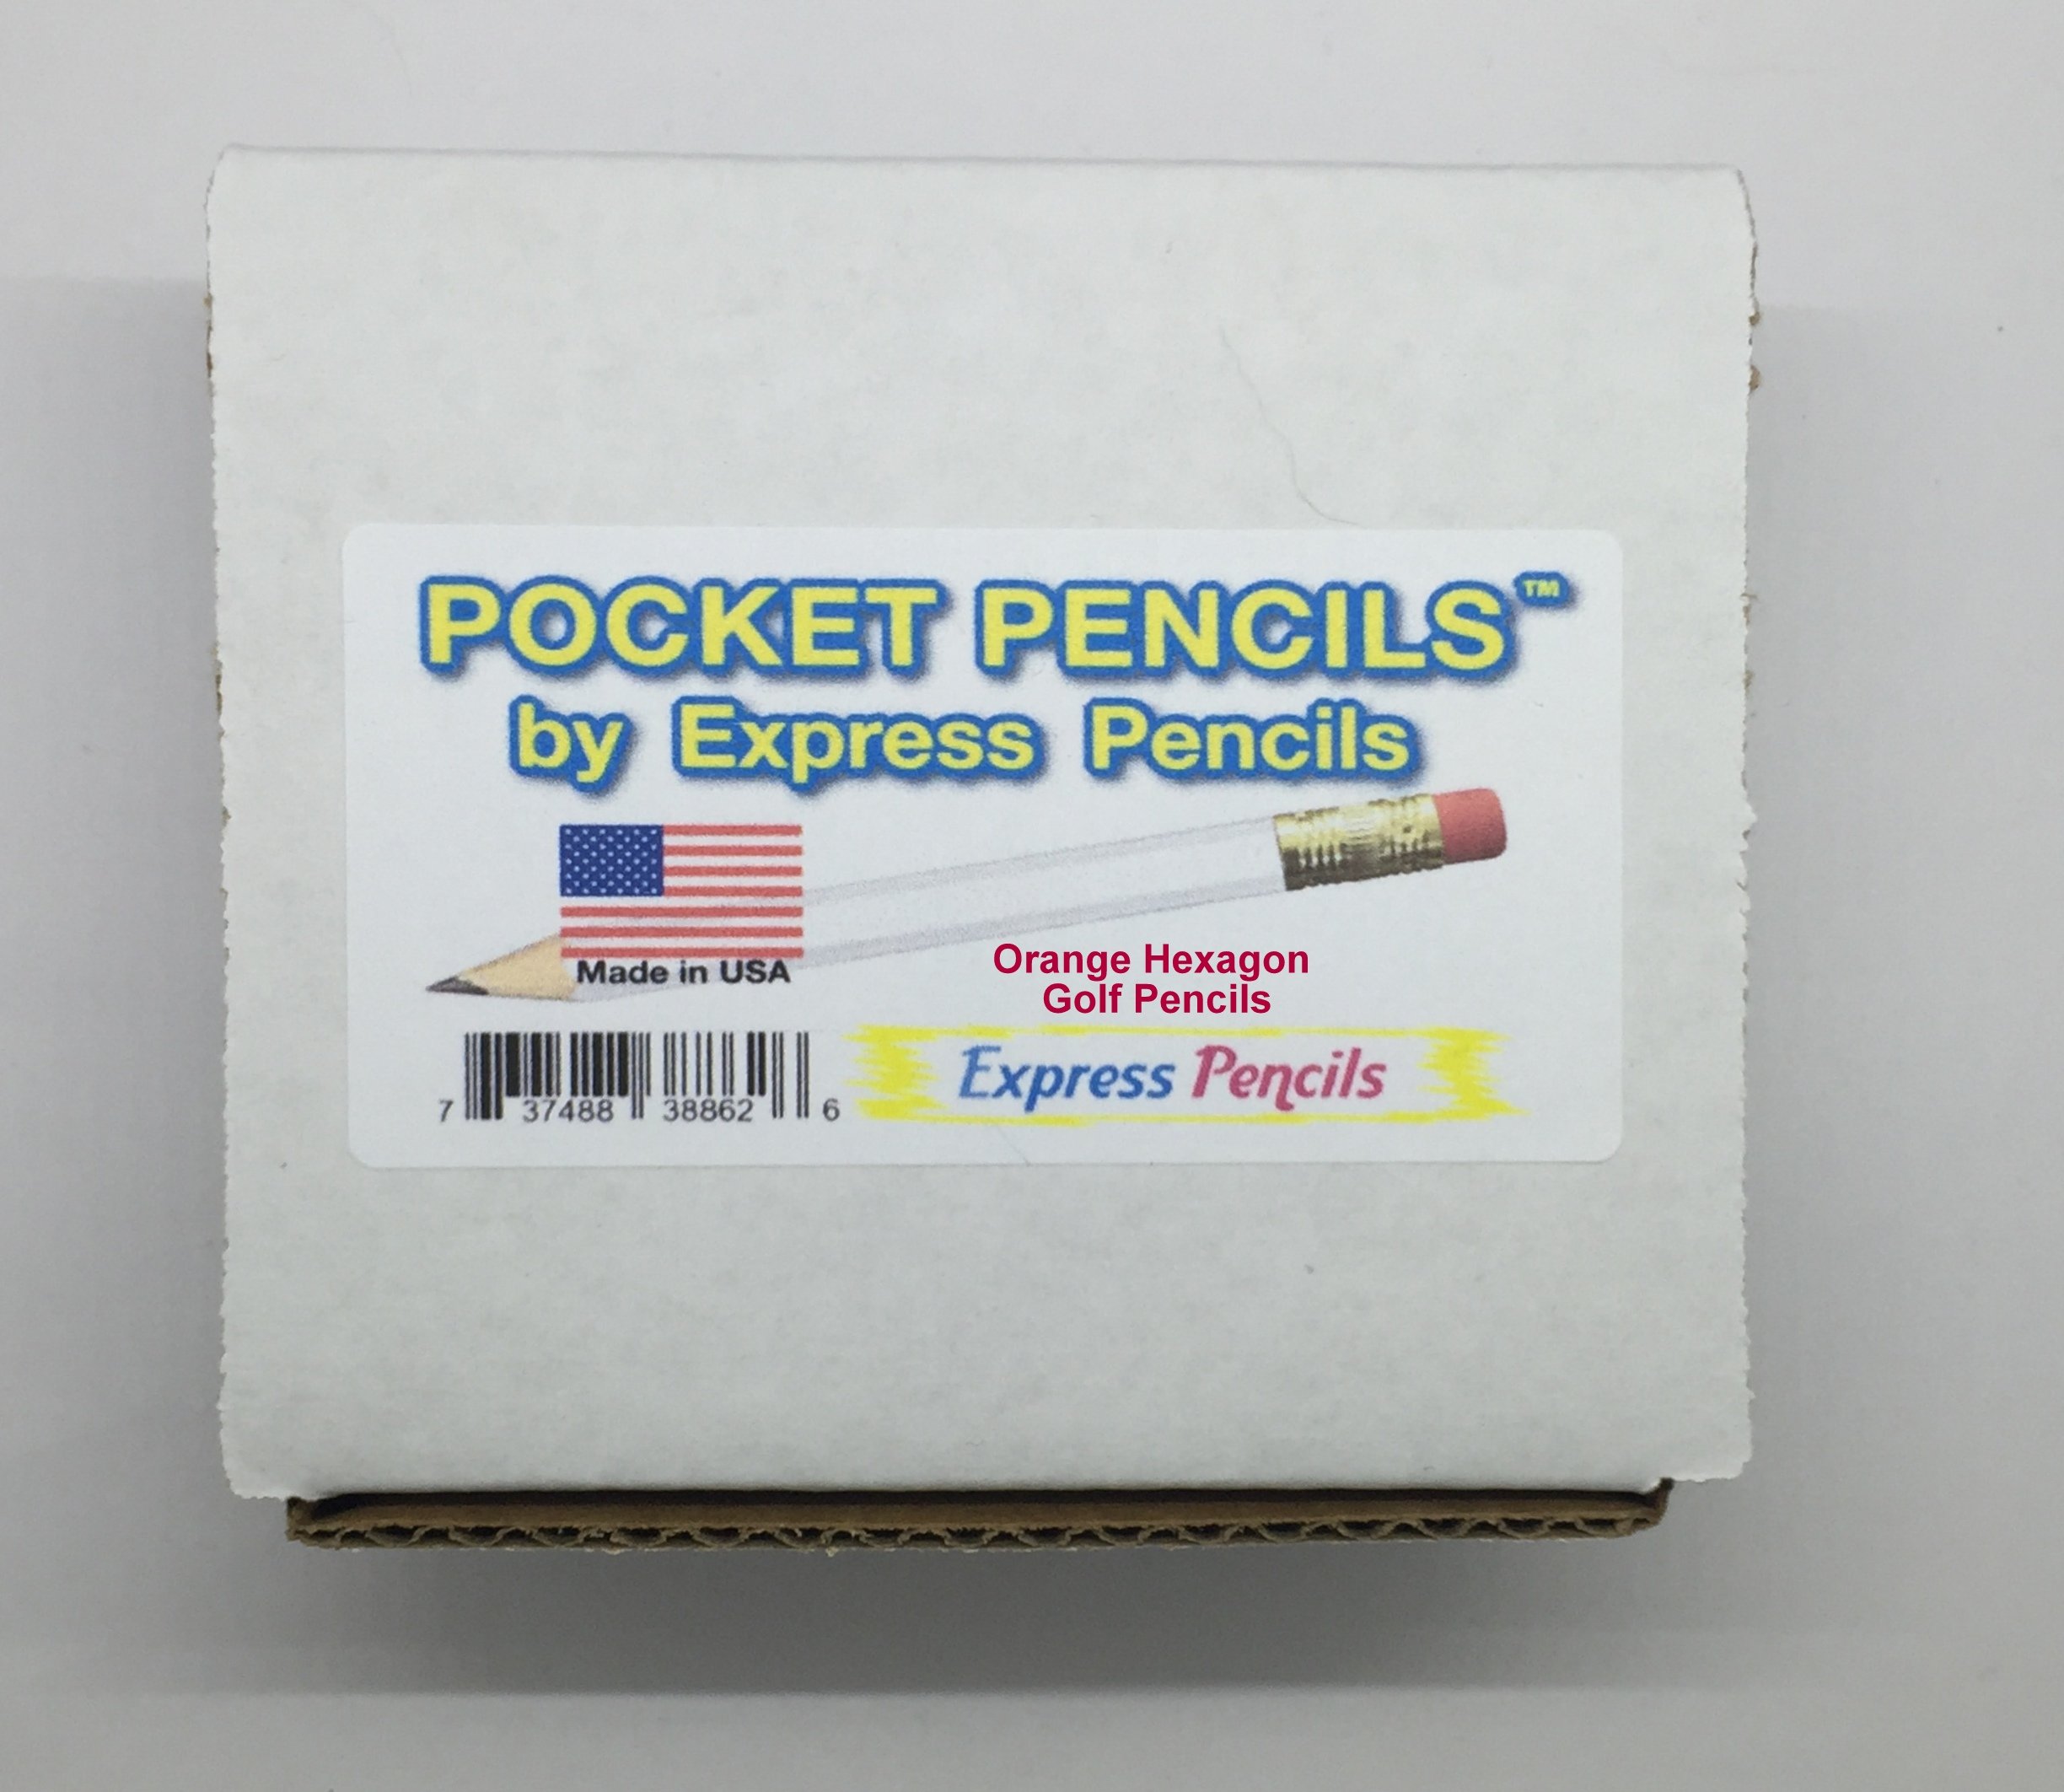 POCKET PENCILS™
by Express Pencils
Made in USA
Orange Hexagon
Golf Pencils
7 37488 38862 6
Express Pencils